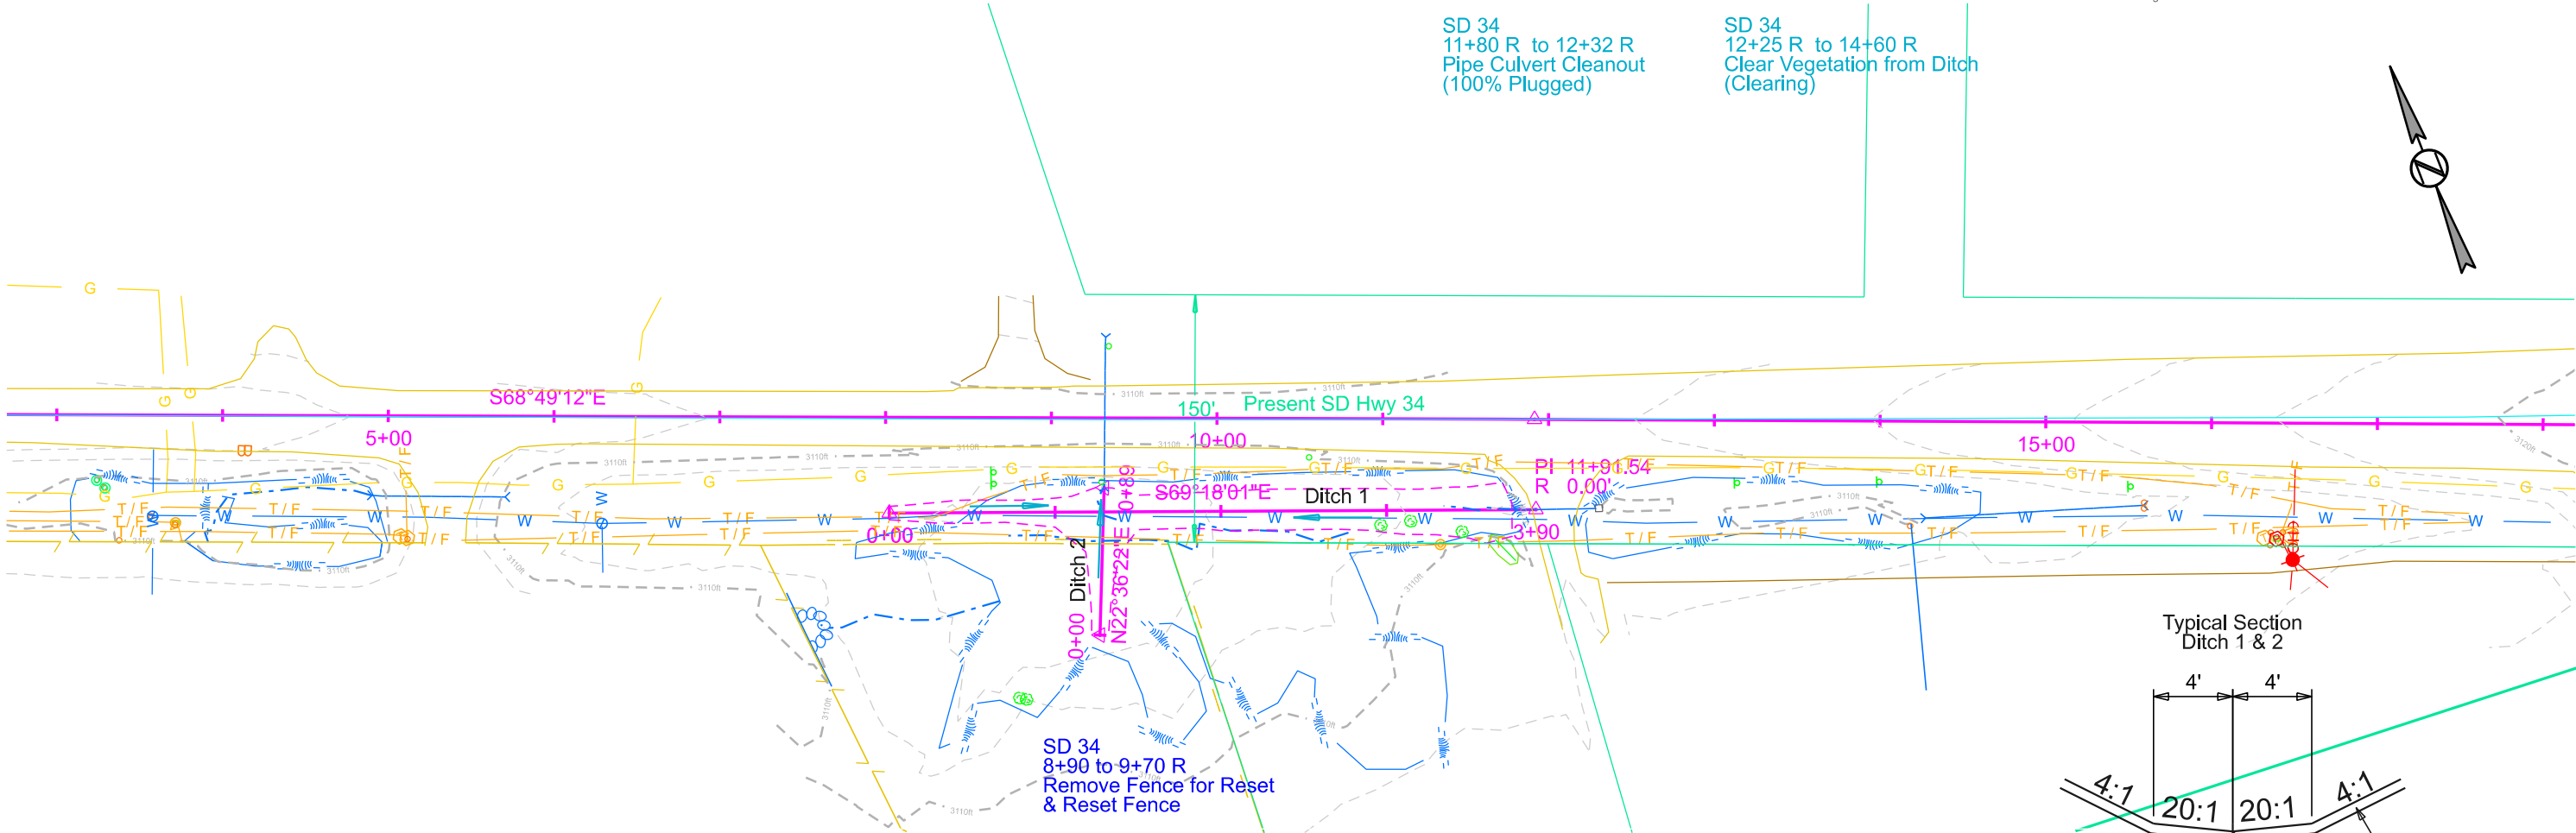 SD 34
11+80 R to 12+32 R
Pipe Culvert Cleanout
(100% Plugged)
SD 34
12+25 R to 14+60 R
Clear Vegetation from Ditch
(Clearing)
S68°49'12"E
5+00
150'
Present SD Hwy 34
10+00
15+00
PI 11+91.54
R 0.00'
S69°18'01"E
Ditch 1
0+00
3+90
0+89
Ditch 2
N22°36'22"E
0+00
3110ft
3120ft
G
T/F
W
SD 34
8+90 to 9+70 R
Remove Fence for Reset
& Reset Fence
Typical Section
Ditch 1 & 2
4' 4'
4:1 20:1 20:1 4:1